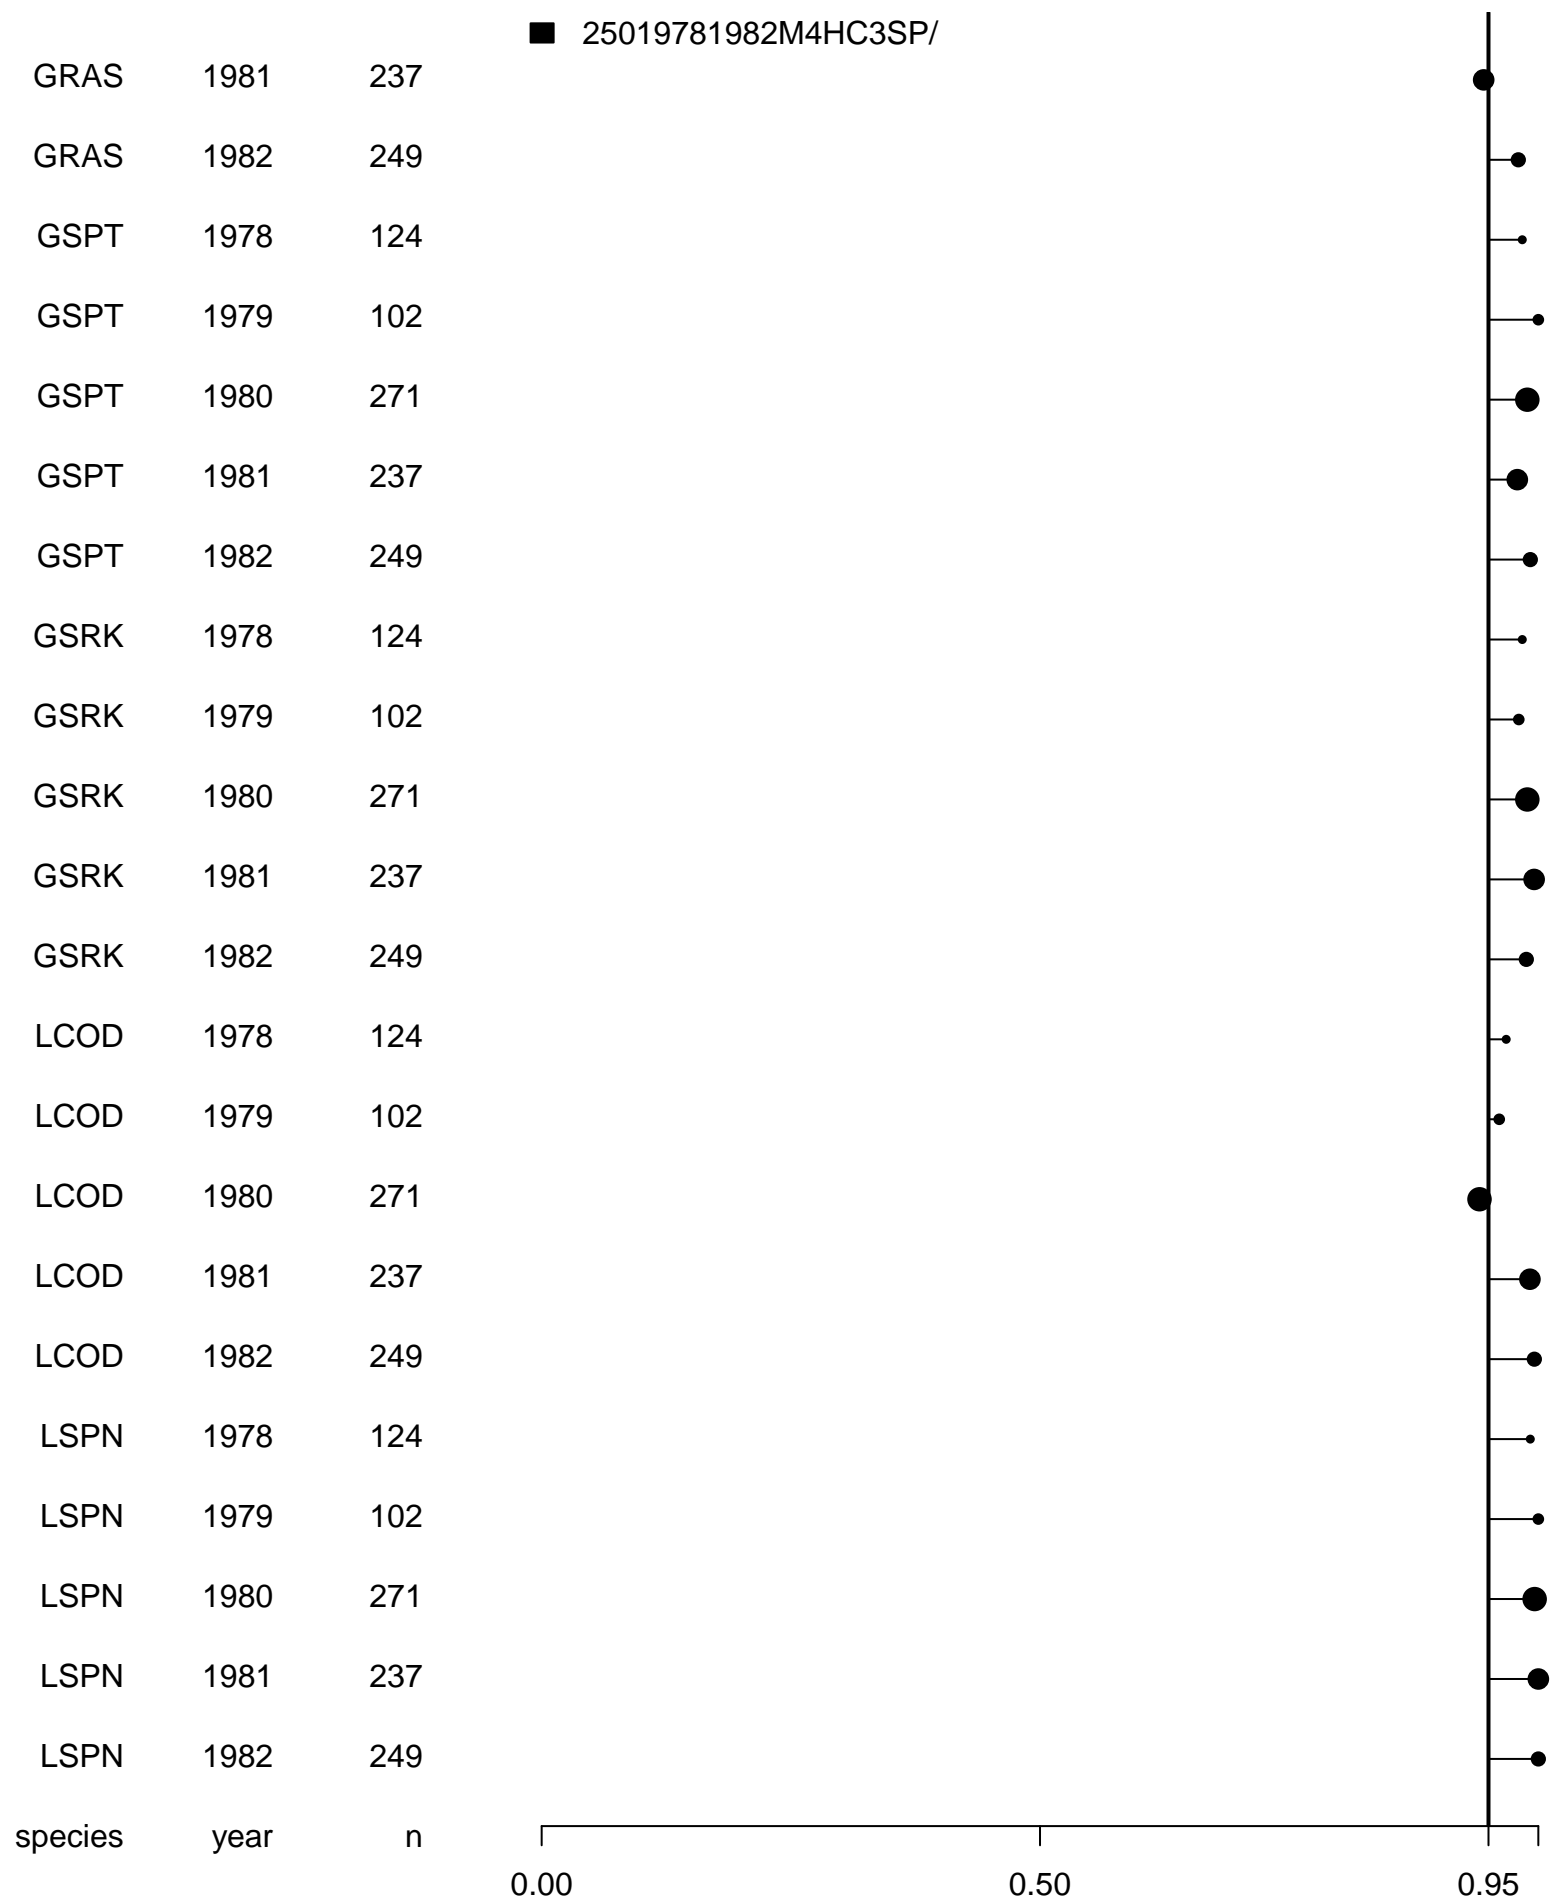 25019781982M4HC3SP/
GRAS 1981 237
GRAS 1982 249
GSPT 1978 124
GSPT 1979 102
GSPT 1980 271
GSPT 1981 237
GSPT 1982 249
GSRK 1978 124
GSRK 1979 102
GSRK 1980 271
GSRK 1981 237
GSRK 1982 249
LCOD 1978 124
LCOD 1979 102
LCOD 1980 271
LCOD 1981 237
LCOD 1982 249
LSPN 1978 124
LSPN 1979 102
LSPN 1980 271
LSPN 1981 237
LSPN 1982 249
species year n
0.00 0.50 0.95